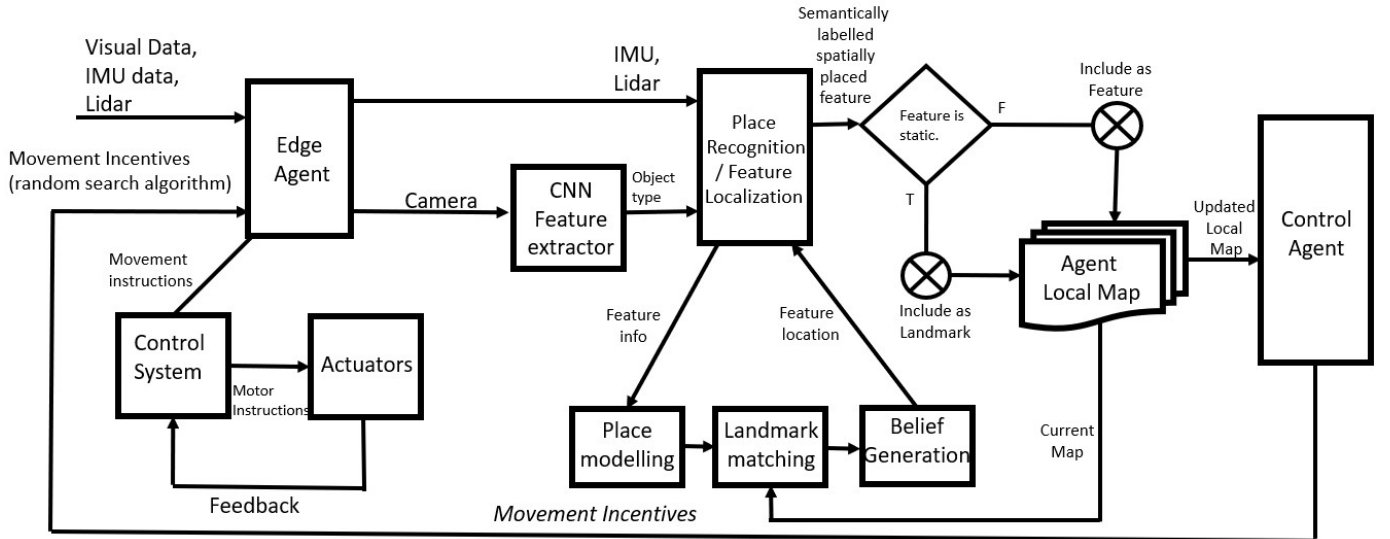 Visual Data,
IMU data,
Lidar
Movement Incentives
(random search algorithm)
Edge
Agent
IMU,
Lidar
Camera
CNN
Feature
extractor
Object
type
Place
Recognition
/ Feature
Localization
Semantically
labelled
spatially
placed
feature
Feature is
static.
F
T
Include as
Feature
Include as
Landmark
Agent
Local Map
Updated
Local
Map
Control
Agent
Movement
instructions
Control
System
Motor
Instructions
Actuators
Feedback
Feature
info
Feature
location
Place
modelling
Landmark
matching
Belief
Generation
Current
Map
Movement Incentives